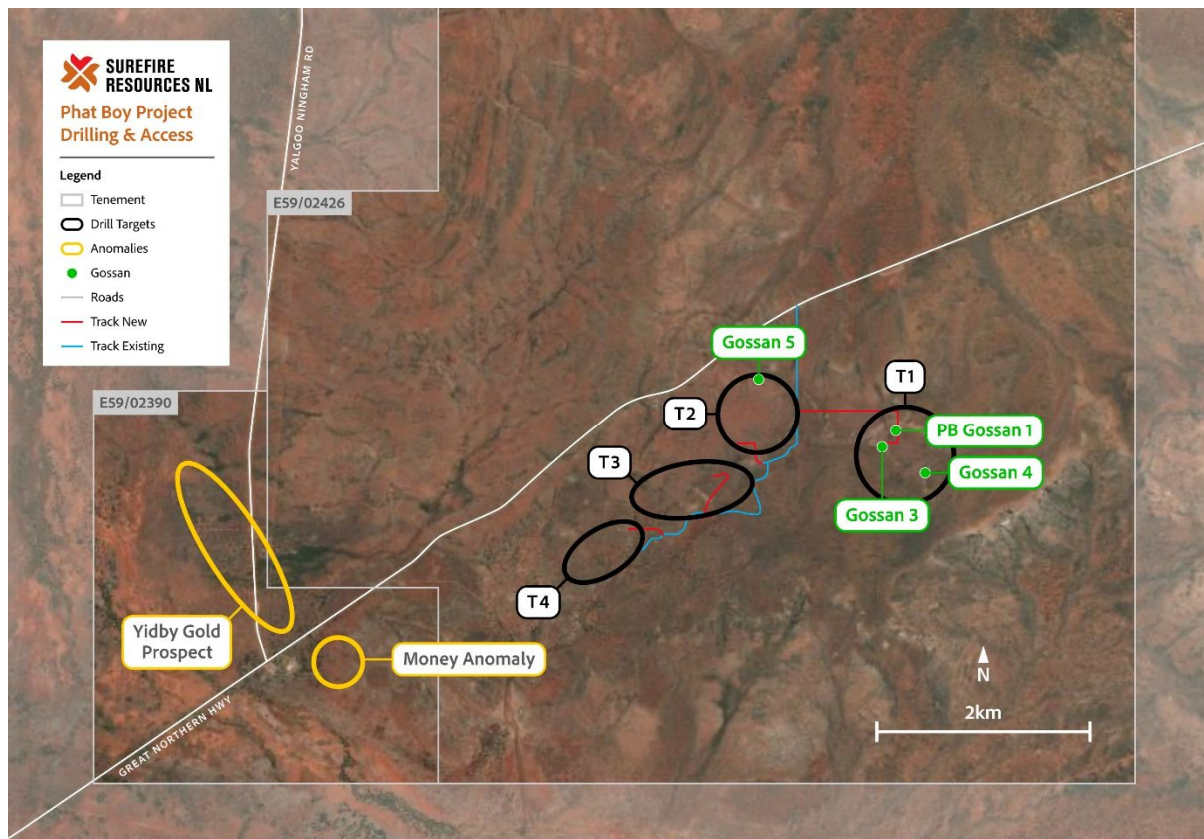 SUREFIRE
RESOURCES NL
Phat Boy Project
Drilling & Access
Legend
Tenement
Drill Targets
Anomalies
Gossan
Roads
Track New
Track Existing
YALGOO NINGHAM RD
E59/02426
E59/02390
Gossan 5
T1
T2
PB Gossan 1
T3
Gossan 4
Gossan 3
T4
Yidby Gold
Prospect
Money Anomaly
N
2km
GREAT NORTHERN HWY